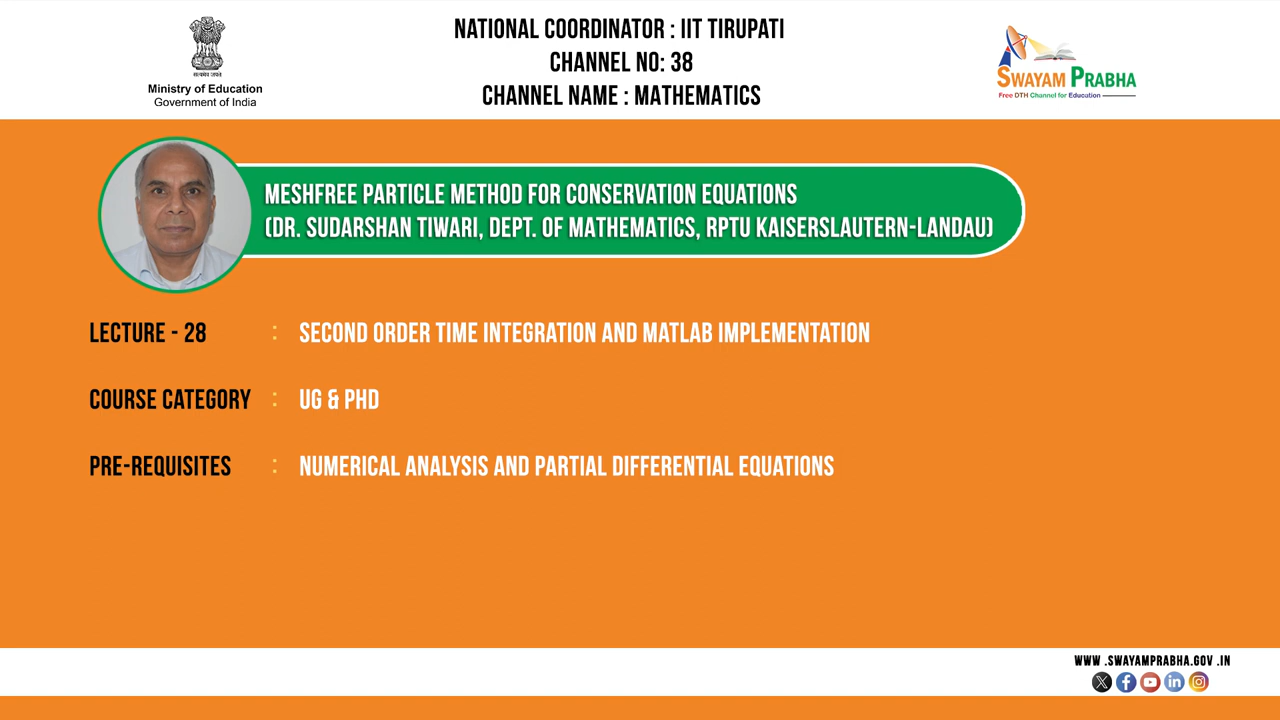 NATIONAL COORDINATOR : IIT TIRUPATI
CHANNEL NO: 38
CHANNEL NAME : MATHEMATICS
सत्यमेव जयते
Ministry of Education
Government of India
SWAYAM PRABHA
Free DTH Channel for Education
MESHFREE PARTICLE METHOD FOR CONSERVATION EQUATIONS
(DR. SUDARSHAN TIWARI, DEPT. OF MATHEMATICS, RPTU KAISERSLAUTERN-LANDAU)
LECTURE - 28 : SECOND ORDER TIME INTEGRATION AND MATLAB IMPLEMENTATION
COURSE CATEGORY : UG & PHD
PRE-REQUISITES : NUMERICAL ANALYSIS AND PARTIAL DIFFERENTIAL EQUATIONS
WWW .SWAYAMPRABHA.GOV .IN